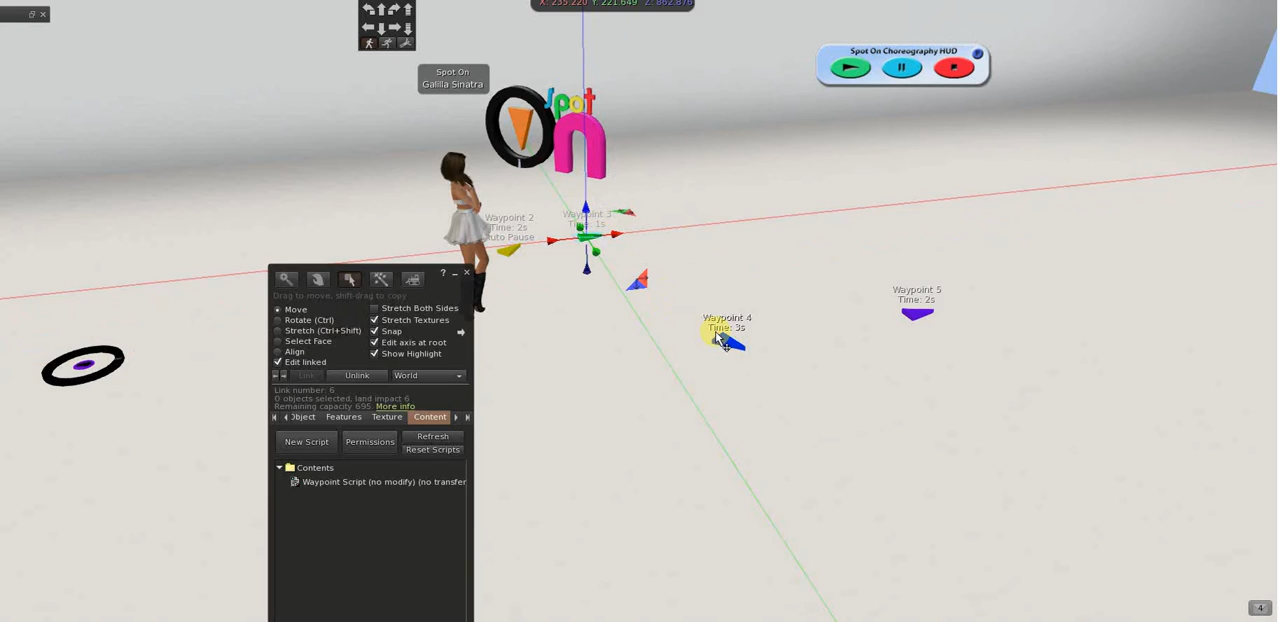 X: 235.220 Y: 221.649 Z: 862.876
Spot On Choreography HUD
Spot On
Galilla Sinatra
Spot
On
Waypoint 2
Time: 2s
Auto Pause
Waypoint 3
Time: 1s
Waypoint 5
Time: 2s
Waypoint 4
Time: 3s
?
Drag to move, shift-drag to copy
Move
Rotate (Ctrl)
Stretch (Ctrl+Shift)
Select Face
Align
Edit linked
Stretch Both Sides
Stretch Textures
Snap
Edit axis at root
Show Highlight
Link
Unlink
World
Link number: 6
0 objects selected, land impact 6
Remaining capacity 695. More info
Object
Features
Texture
Content
New Script
Permissions
Refresh
Reset Scripts
Contents
Waypoint Script (no modify) (no transfer
4